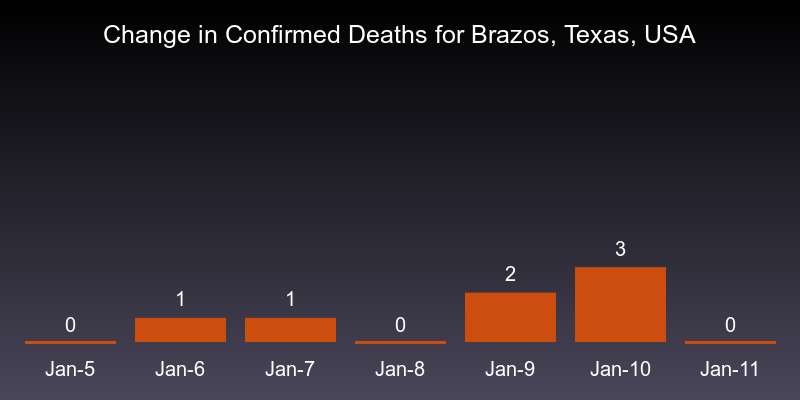 Change in Confirmed Deaths for Brazos, Texas, USA
3
2
1 1
0 0 0
Jan-5 Jan-6 Jan-7 Jan-8 Jan-9 Jan-10 Jan-11